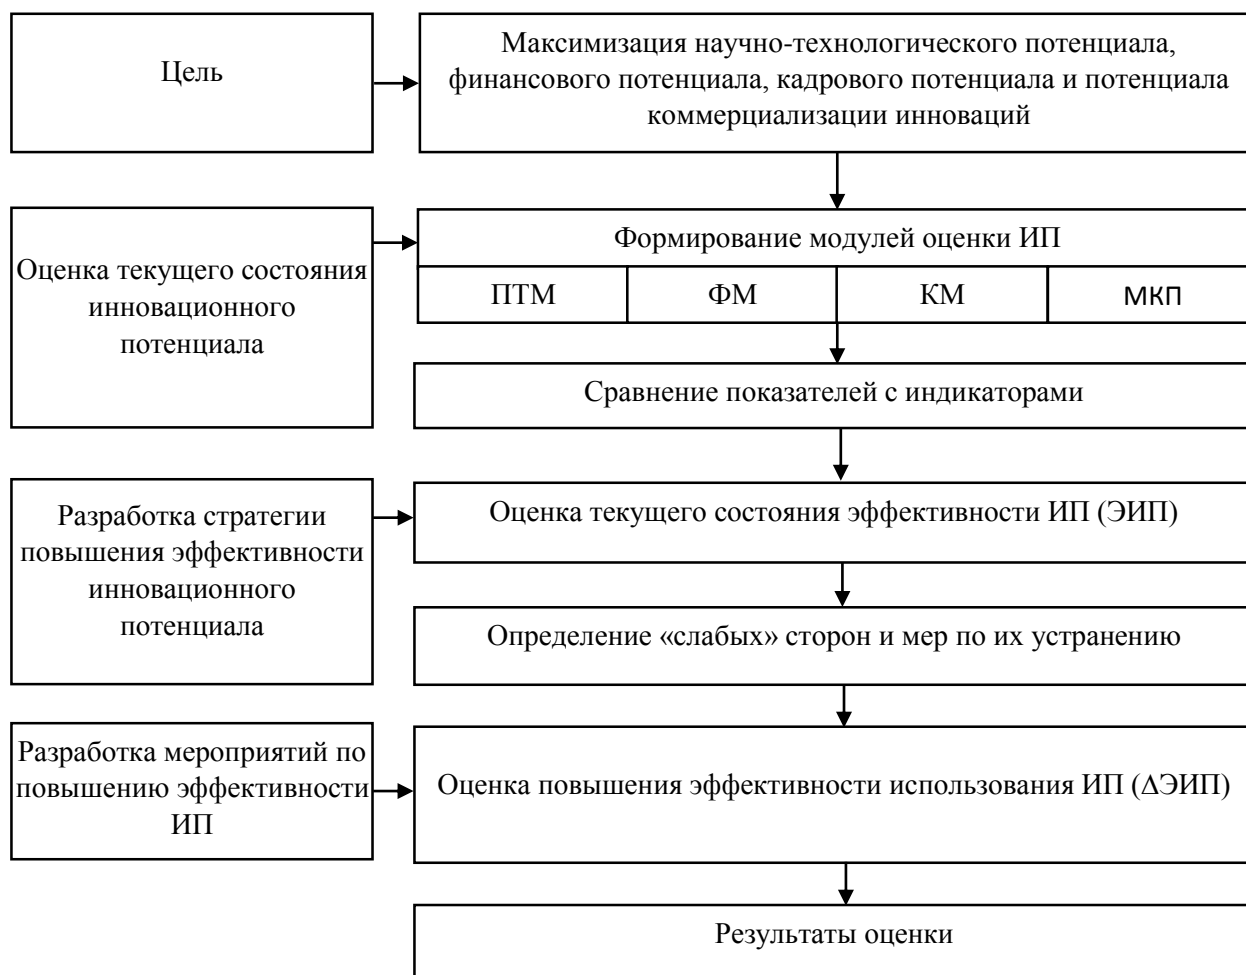 Цель
Максимизация научно-технологического потенциала,
финансового потенциала, кадрового потенциала и потенциала
коммерциализации инноваций
Оценка текущего состояния
инновационного
потенциала
Формирование модулей оценки ИП
ПТМ ФМ КМ МКП
Сравнение показателей с индикаторами
Разработка стратегии
повышения эффективности
инновационного
потенциала
Оценка текущего состояния эффективности ИП (ЭИП)
Определение «слабых» сторон и мер по их устранению
Разработка мероприятий по
повышению эффективности
ИП
Оценка повышения эффективности использования ИП (ΔЭИП)
Результаты оценки